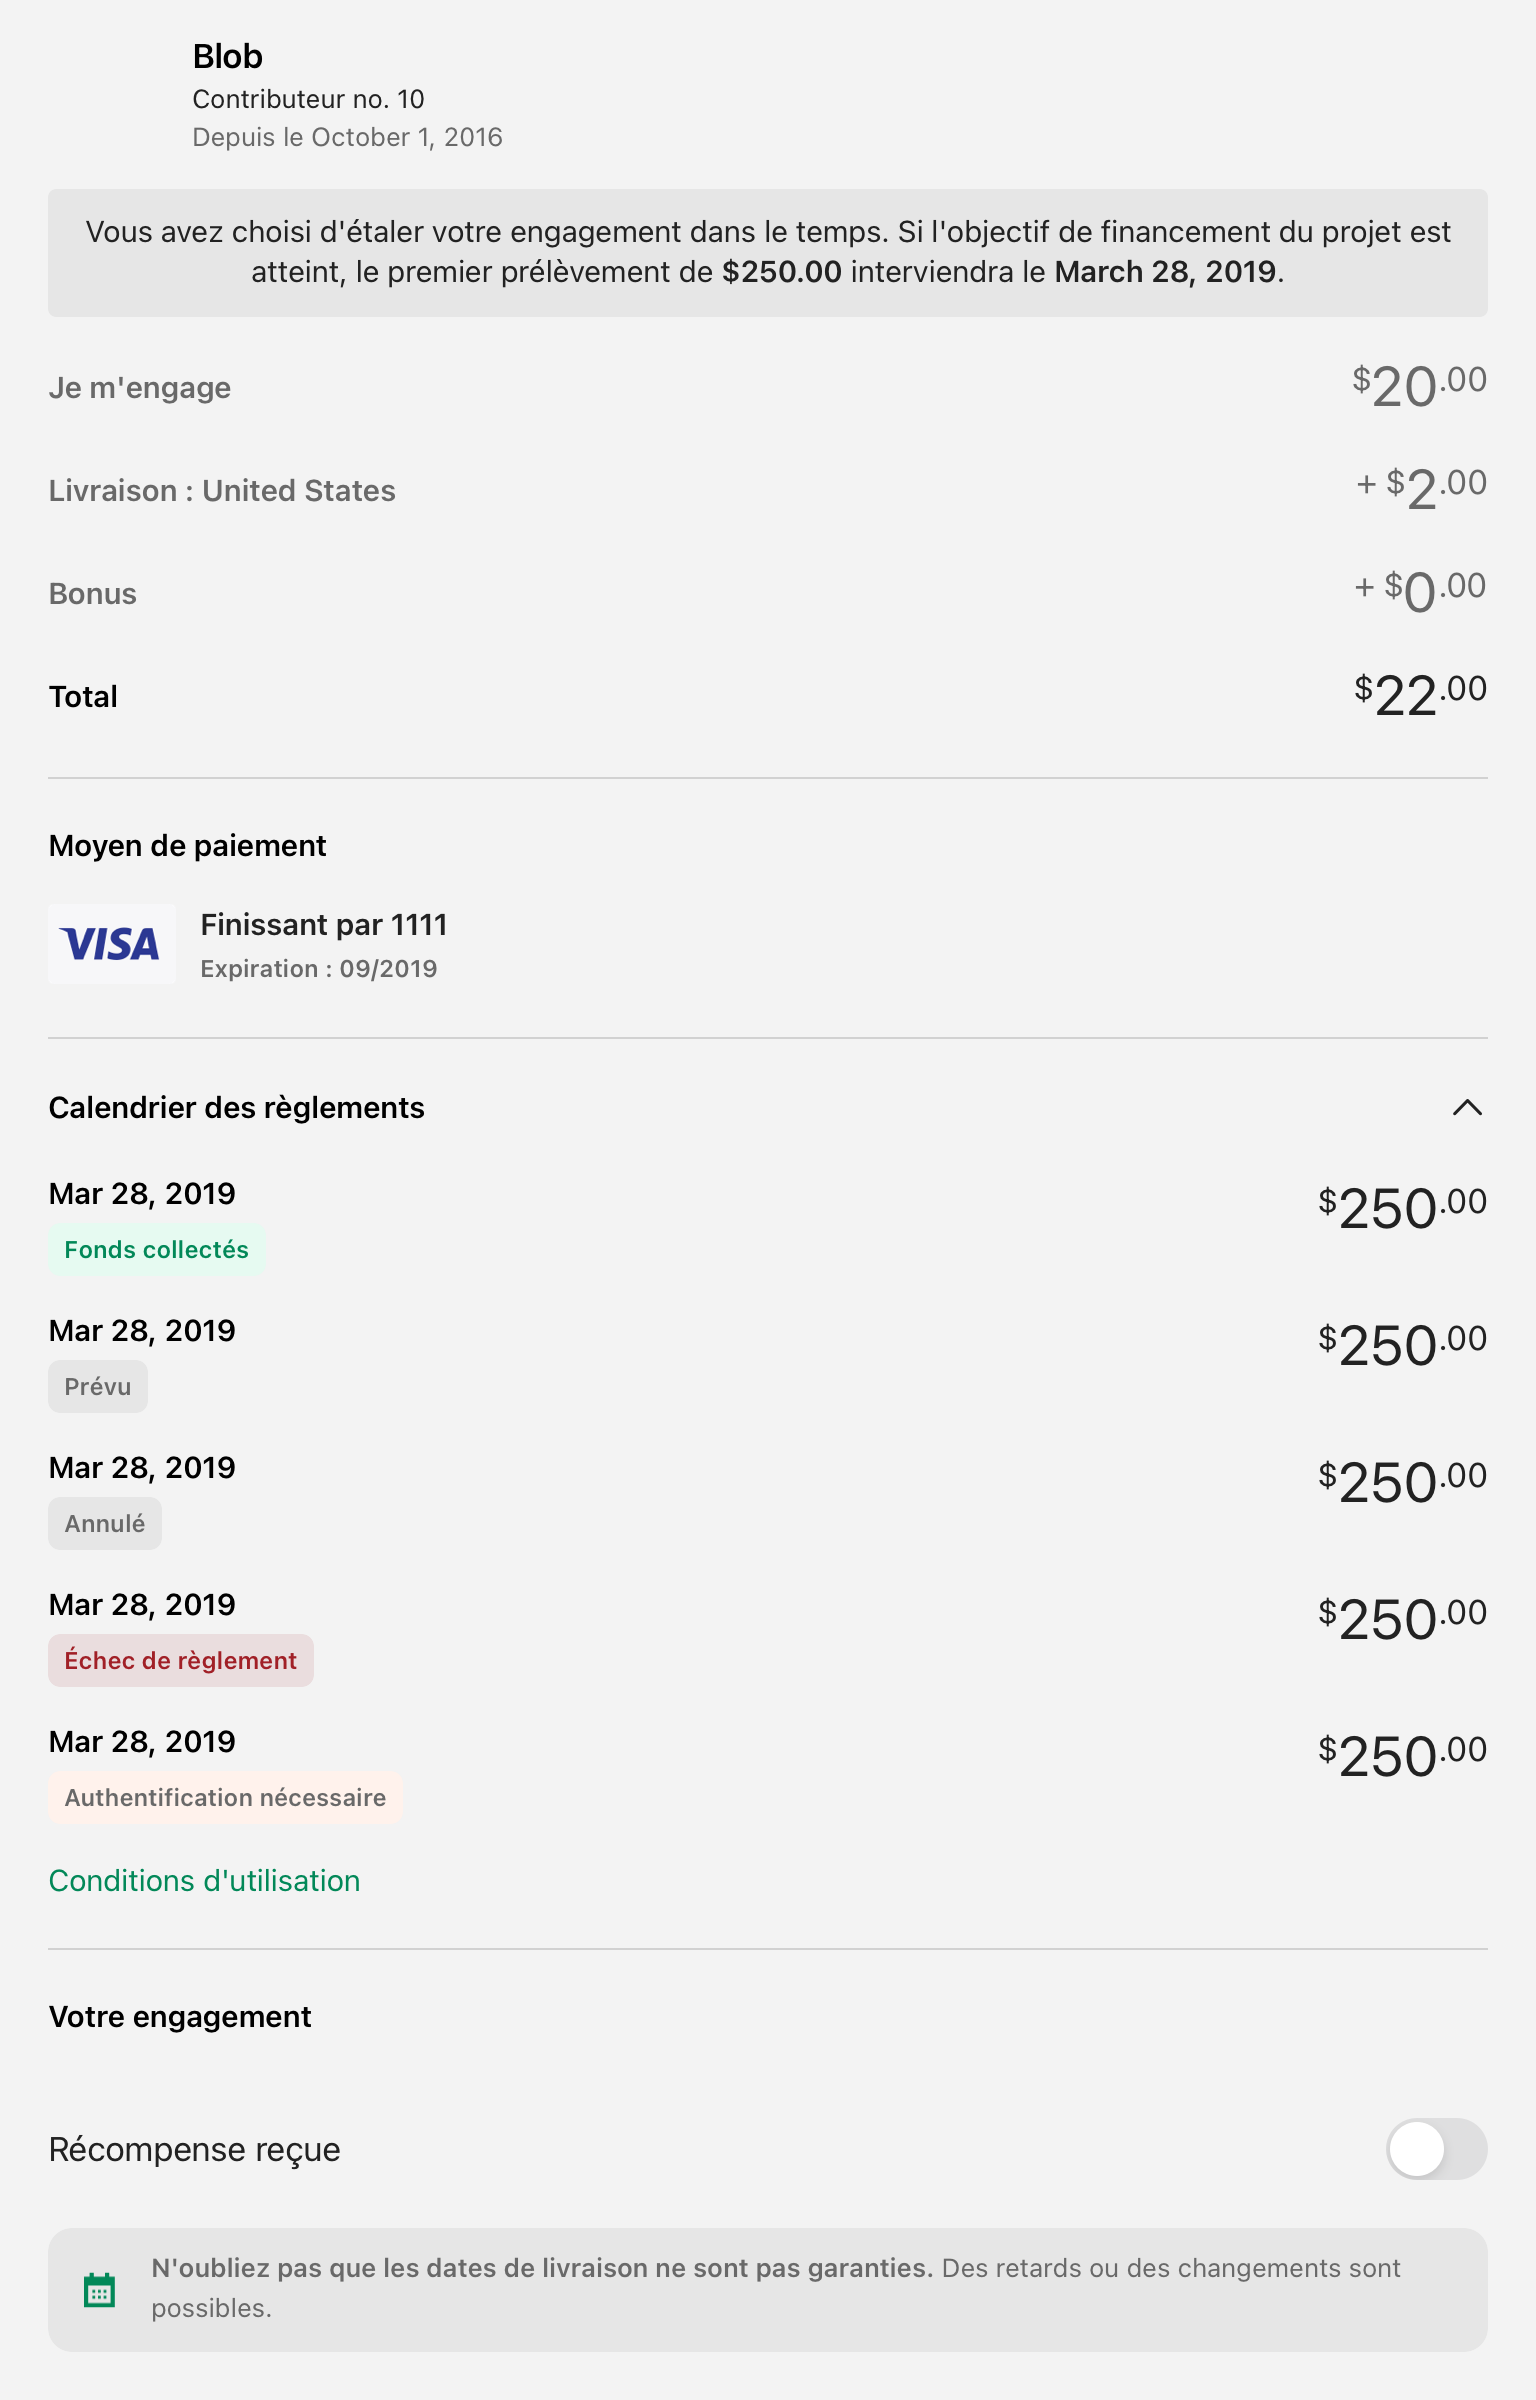 Blob
Contributeur no. 10
Depuis le October 1, 2016
Vous avez choisi d'étaler votre engagement dans le temps. Si l'objectif de financement du projet est
atteint, le premier prélèvement de $250.00 interviendra le March 28, 2019.
Je m'engage $20.00
Livraison : United States + $2.00
Bonus + $0.00
Total $22.00
Moyen de paiement
VISA
Finissant par 1111
Expiration : 09/2019
Calendrier des règlements
Mar 28, 2019 $250.00
Fonds collectés
Mar 28, 2019 $250.00
Prévu
Mar 28, 2019 $250.00
Annulé
Mar 28, 2019 $250.00
Échec de règlement
Mar 28, 2019 $250.00
Authentification nécessaire
Conditions d'utilisation
Votre engagement
Récompense reçue
N'oubliez pas que les dates de livraison ne sont pas garanties. Des retards ou des changements sont
possibles.